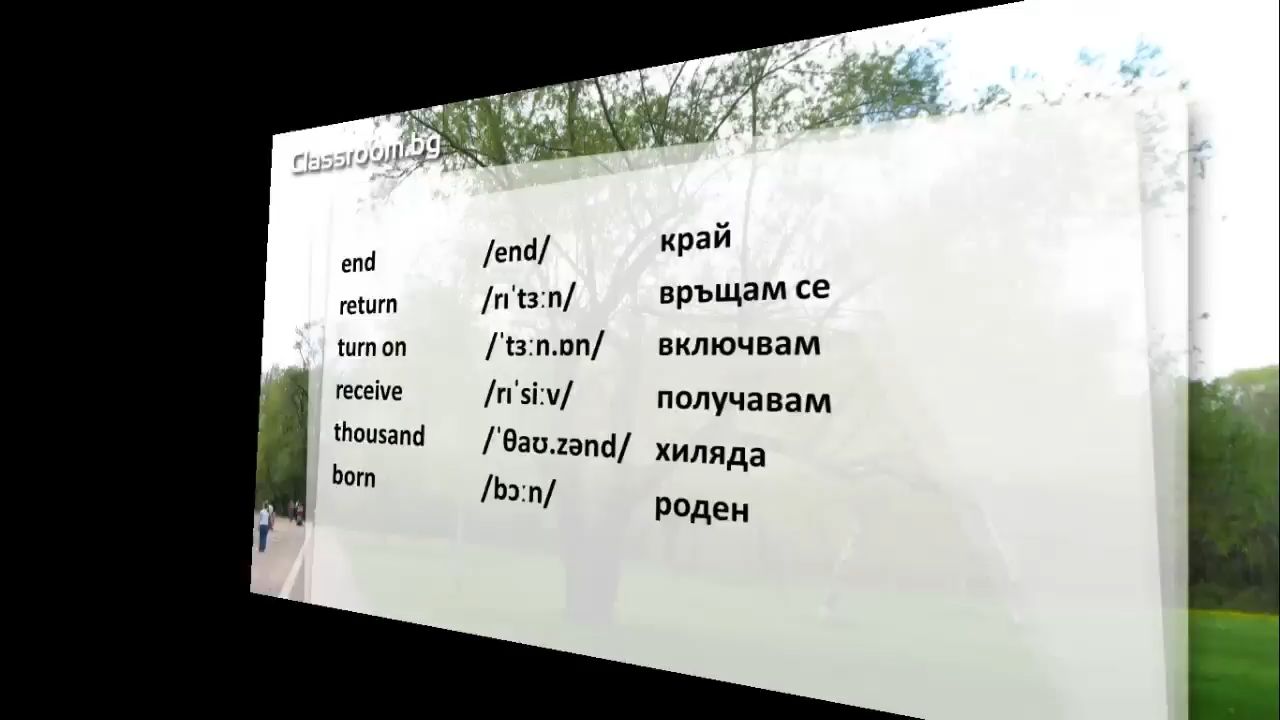 Classroom.bg
end /end/ край
return /rɪˈtɜːn/ връщам се
turn on /ˈtɜːn.ɒn/ включвам
receive /rɪˈsiːv/ получавам
thousand /ˈθaʊ.zənd/ хиляда
born /bɔːn/ роден